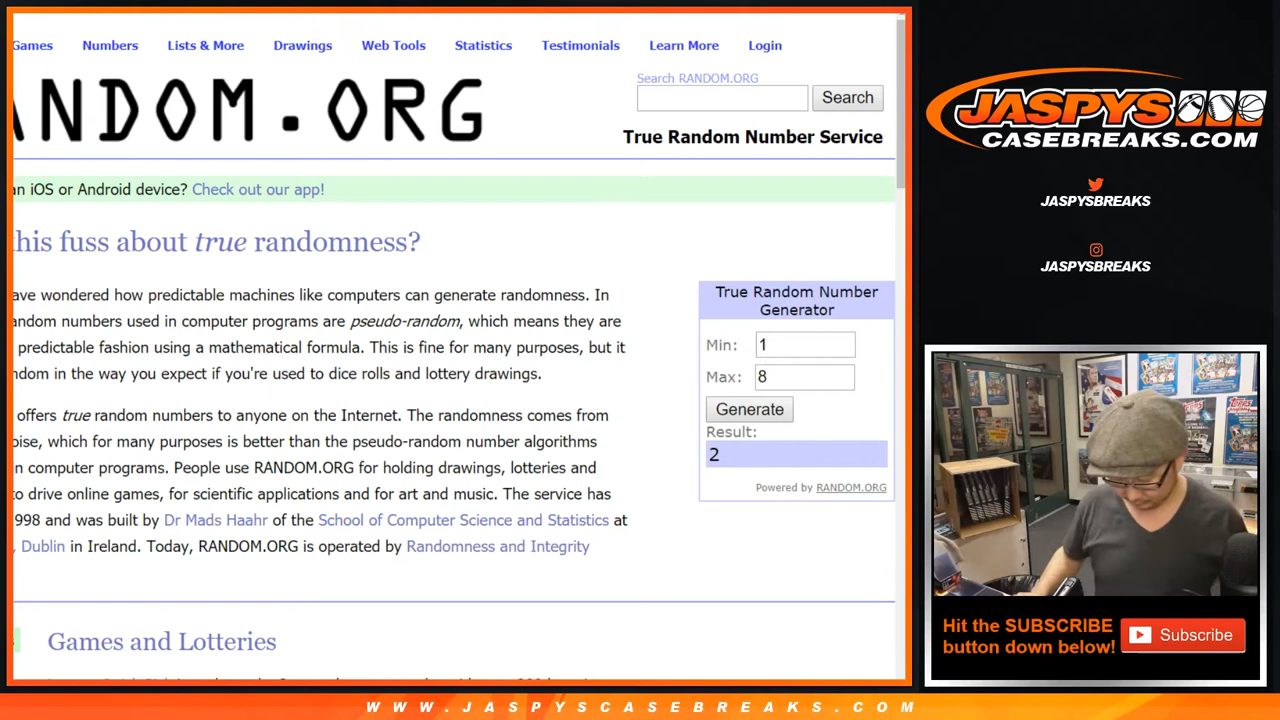 Games Numbers Lists & More Drawings Web Tools Statistics Testimonials Learn More Login
Search RANDOM.ORG
ANDOM.ORG
Search
True Random Number Service
an iOS or Android device? Check out our app!
this fuss about true randomness?
ave wondered how predictable machines like computers can generate randomness. In
andom numbers used in computer programs are pseudo-random, which means they are
predictable fashion using a mathematical formula. This is fine for many purposes, but it
ndom in the way you expect if you're used to dice rolls and lottery drawings.
offers true random numbers to anyone on the Internet. The randomness comes from
oise, which for many purposes is better than the pseudo-random number algorithms
n computer programs. People use RANDOM.ORG for holding drawings, lotteries and
to drive online games, for scientific applications and for art and music. The service has
998 and was built by Dr Mads Haahr of the School of Computer Science and Statistics at
, Dublin in Ireland. Today, RANDOM.ORG is operated by Randomness and Integrity
True Random Number
Generator
Min: 1
Max: 8
Generate
Result:
2
Powered by RANDOM.ORG
Games and Lotteries
JASPYS
CASEBREAKS.COM
JASPYSBREAKS
JASPYSBREAKS
Hit the SUBSCRIBE
button down below!
Subscribe
WWW.JASPYSCASEBREAKS.COM